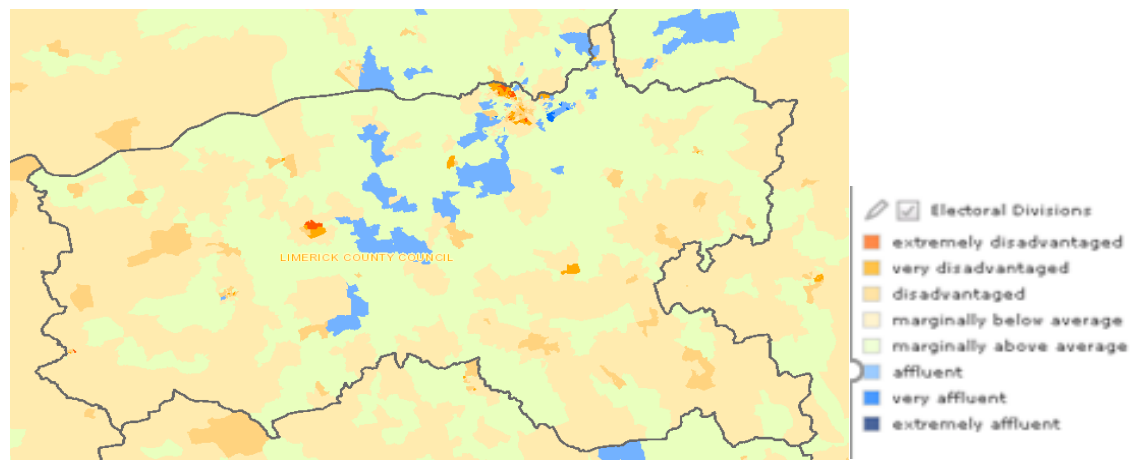 LIMERICK COUNTY COUNCIL
Electoral Divisions
extremely disadvantaged
very disadvantaged
disadvantaged
marginally below average
marginally above average
affluent
very affluent
extremely affluent